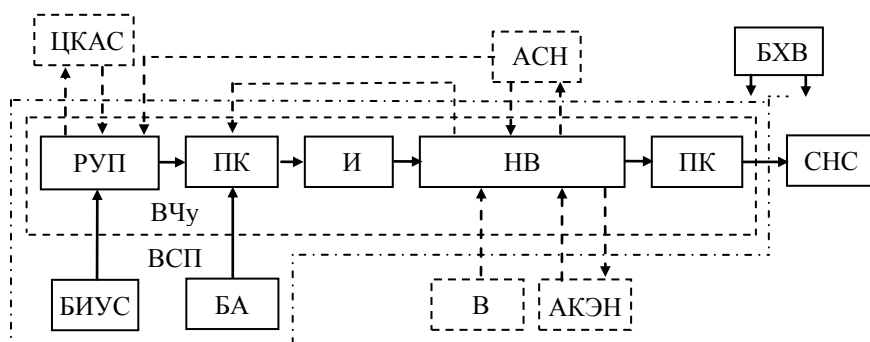 ЦКАС
АСН
БХВ
РУП
ПК
И
НВ
ПК
СНС
ВЧу
ВСП
БИУС
БА
В
АКЭН